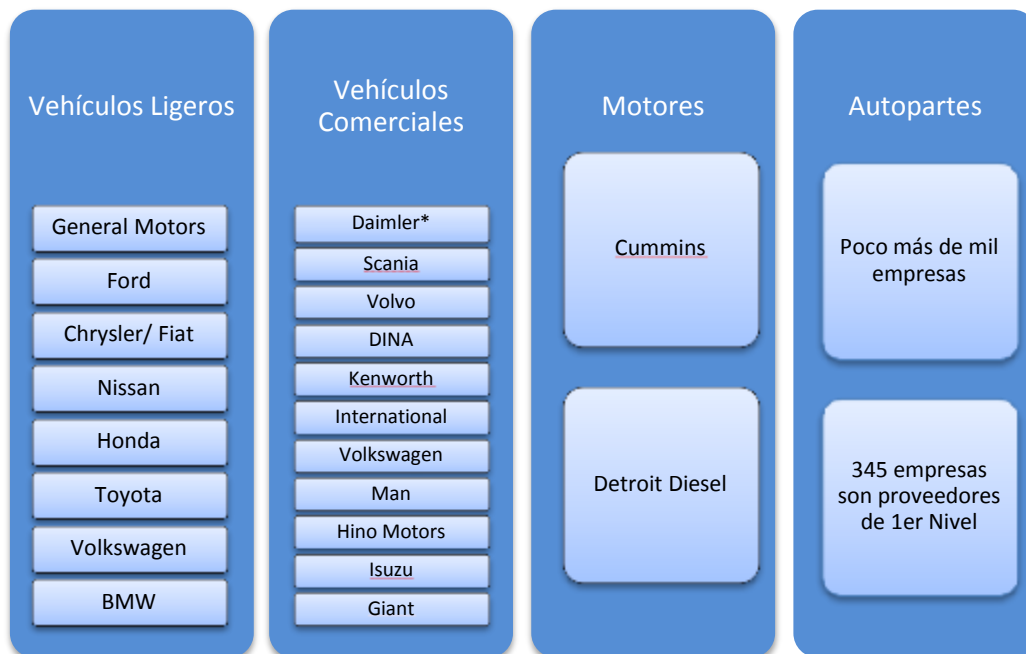 Vehículos Ligeros
General Motors
Ford
Chrysler/ Fiat
Nissan
Honda
Toyota
Volkswagen
BMW
Vehículos
Comerciales
Daimler*
Scania
Volvo
DINA
Kenworth
International
Volkswagen
Man
Hino Motors
Isuzu
Giant
Motores
Cummins
Detroit Diesel
Autopartes
Poco más de mil
empresas
345 empresas
son proveedores
de 1er Nivel